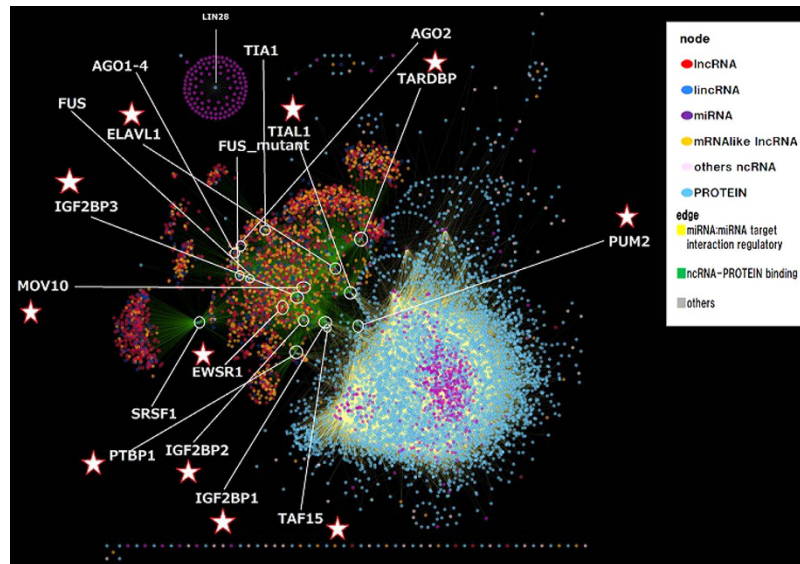 LIN28
AGO2
TIA1
TARDBP
AGO1-4
FUS
ELAVL1
TIAL1
FUS_mutant
IGF2BP3
PUM2
MOV10
EWSR1
SRSF1
PTBP1
IGF2BP2
IGF2BP1
TAF15
node
lncRNA
lincRNA
miRNA
mRNAlike lncRNA
others ncRNA
PROTEIN
edge
miRNA:miRNA target
interaction regulatory
ncRNA-PROTEIN binding
others